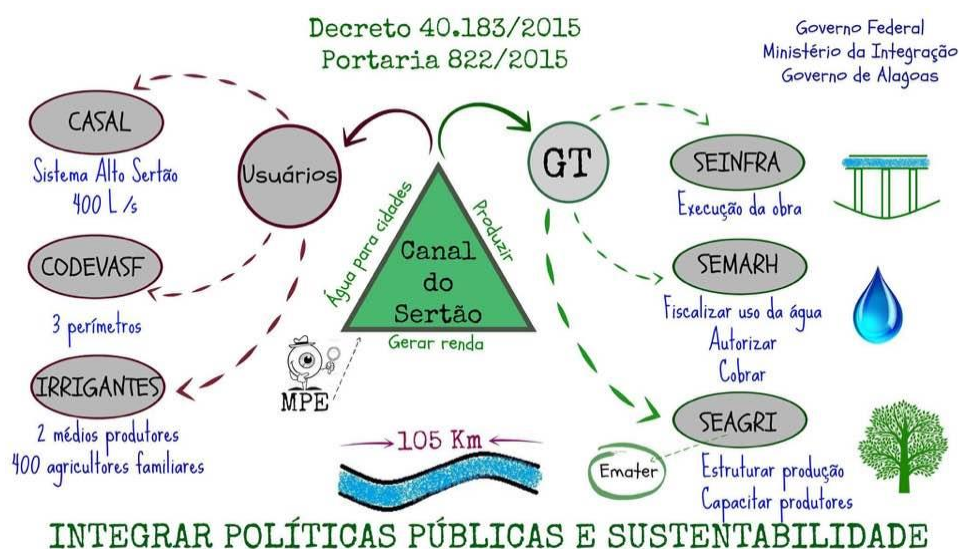 Decreto 40.183/2015
Portaria 822/2015
Governo Federal
Ministério da Integração
Governo de Alagoas
CASAL
Sistema Alto Sertão
400 L /s
CODEVASF
3 perímetros
IRRIGANTES
2 médios produtores
400 agricultores familiares
Usuários
Água para cidades
Produzir
Canal
do
Sertão
Gerar renda
MPE
105 Km
GT
SEINFRA
Execução da obra
SEMARH
Fiscalizar uso da água
Autorizar
Cobrar
SEAGRI
Emater
Estruturar produção
Capacitar produtores
INTEGRAR POLÍTICAS PÚBLICAS E SUSTENTABILIDADE